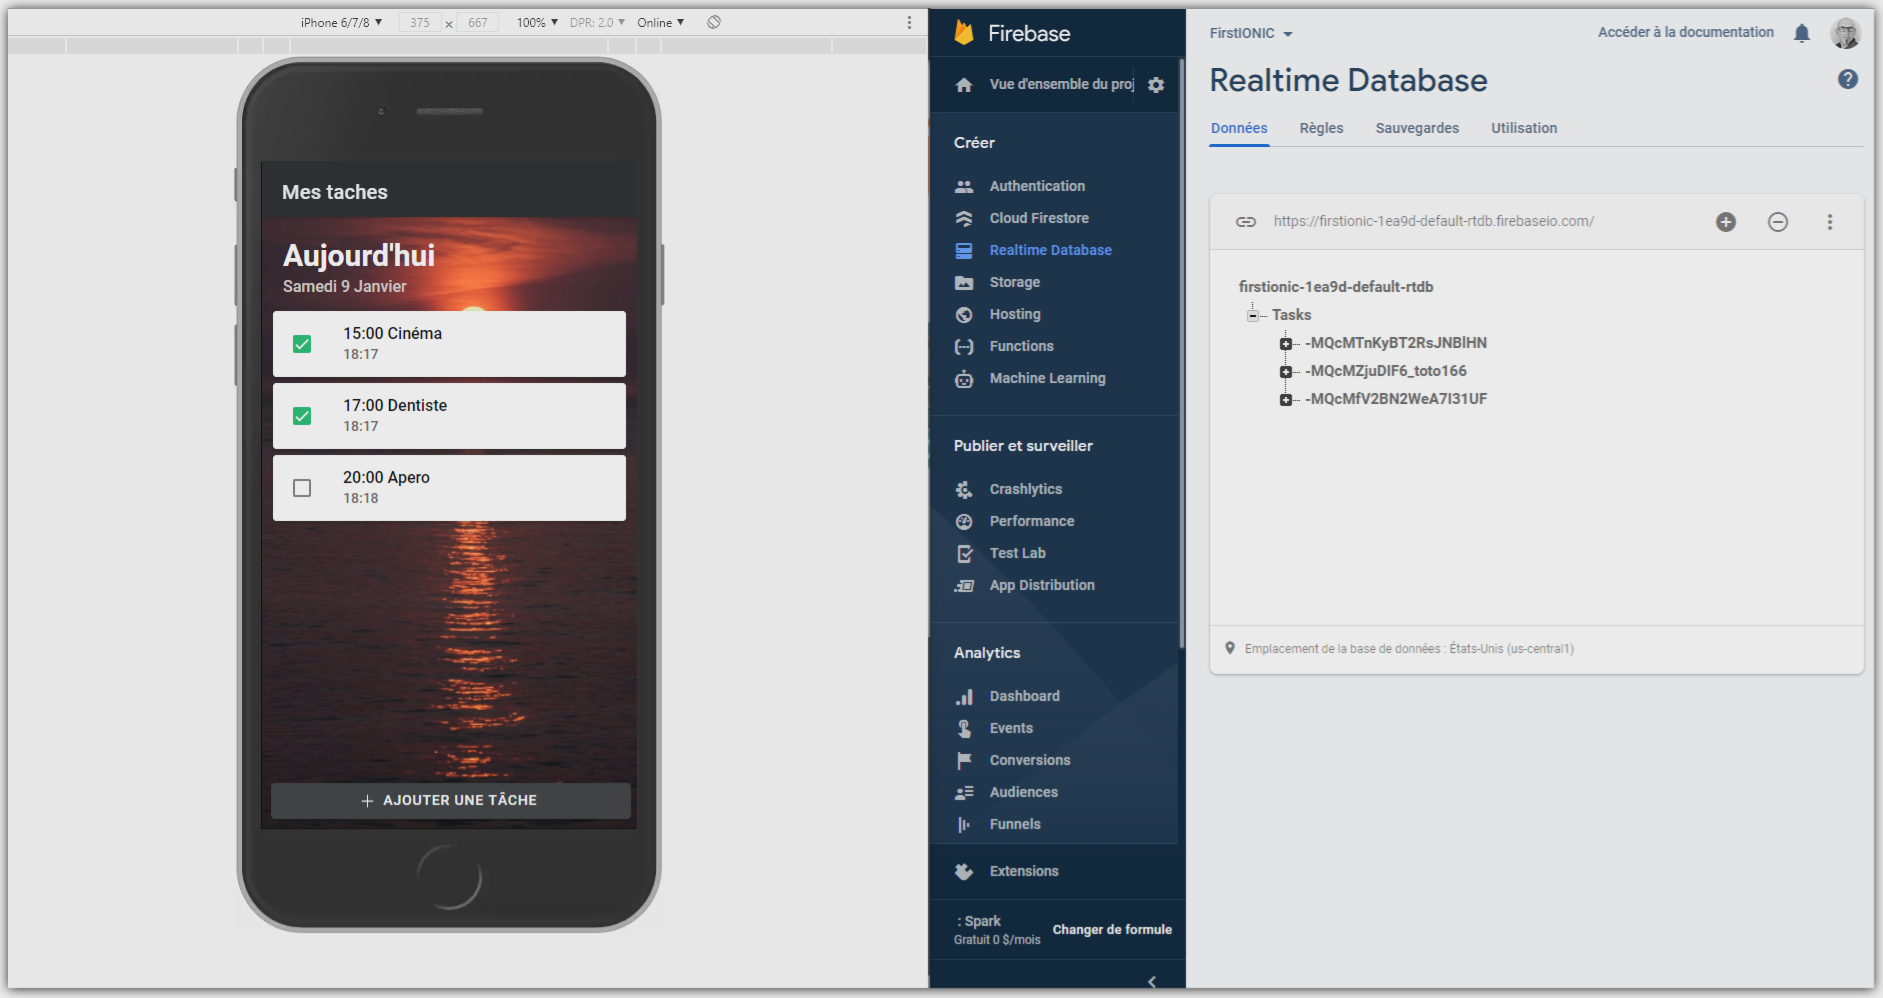 iPhone 6/7/8 ▼ 375 x 667 100% ▼ DPR: 2.0 ▼ Online ▼
Mes taches
Aujourd'hui
Samedi 9 Janvier
15:00 Cinéma
18:17
17:00 Dentiste
18:17
20:00 Apero
18:18
+ AJOUTER UNE TÂCHE
Firebase
Vue d'ensemble du proj
Créer
Authentication
Cloud Firestore
Realtime Database
Storage
Hosting
Functions
Machine Learning
Publier et surveiller
Crashlytics
Performance
Test Lab
App Distribution
Analytics
Dashboard
Events
Conversions
Audiences
Funnels
Extensions
: Spark
Gratuit 0 $/mois
Changer de formule
FirstIONIC
Accéder à la documentation
Realtime Database
Données Règles Sauvegardes Utilisation
https://firstionic-1ea9d-default-rtdb.firebaseio.com/
firstionic-1ea9d-default-rtdb
Tasks
-MQcMTnKyBT2RsJNBlHN
-MQcMZjuDIF6_toto166
-MQcMfV2BN2WeA7I31UF
Emplacement de la base de données : États-Unis (us-central1)